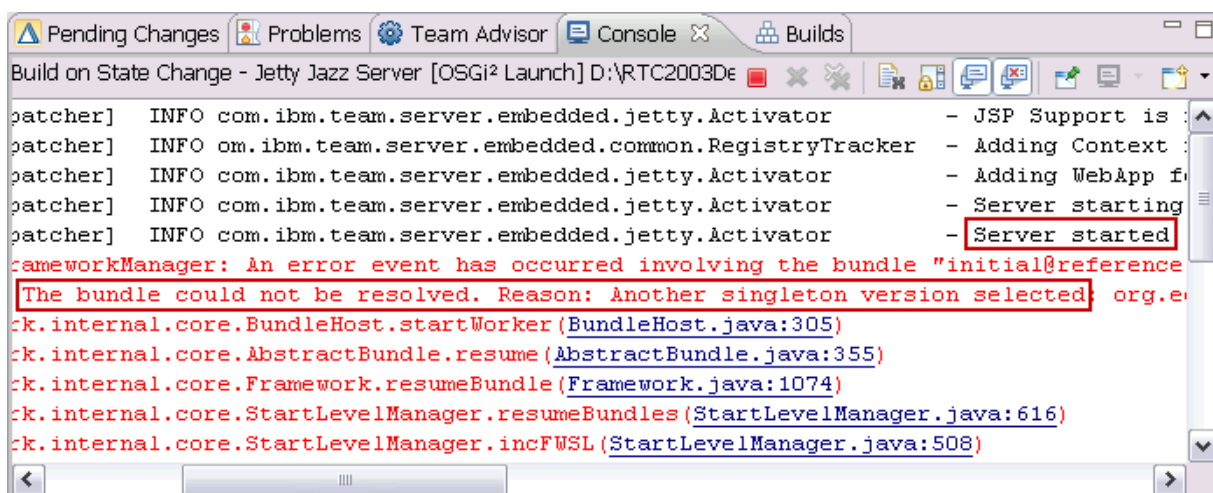 Pending Changes Problems Team Advisor Console Builds
Build on State Change - Jetty Jazz Server [OSGi² Launch] D:\RTC2003De
patcher] INFO com.ibm.team.server.embedded.jetty.Activator - JSP Support is
patcher] INFO om.ibm.team.server.embedded.common.RegistryTracker - Adding Context
patcher] INFO com.ibm.team.server.embedded.jetty.Activator - Adding WebApp f
patcher] INFO com.ibm.team.server.embedded.jetty.Activator - Server starting
patcher] INFO com.ibm.team.server.embedded.jetty.Activator - Server started
rameworkManager: An error event has occurred involving the bundle "initial@reference
The bundle could not be resolved. Reason: Another singleton version selected: org.e
rk.internal.core.BundleHost.startWorker(BundleHost.java:305)
rk.internal.core.AbstractBundle.resume(AbstractBundle.java:355)
rk.internal.core.Framework.resumeBundle(Framework.java:1074)
rk.internal.core.StartLevelManager.resumeBundles(StartLevelManager.java:616)
rk.internal.core.StartLevelManager.incFWSL(StartLevelManager.java:508)